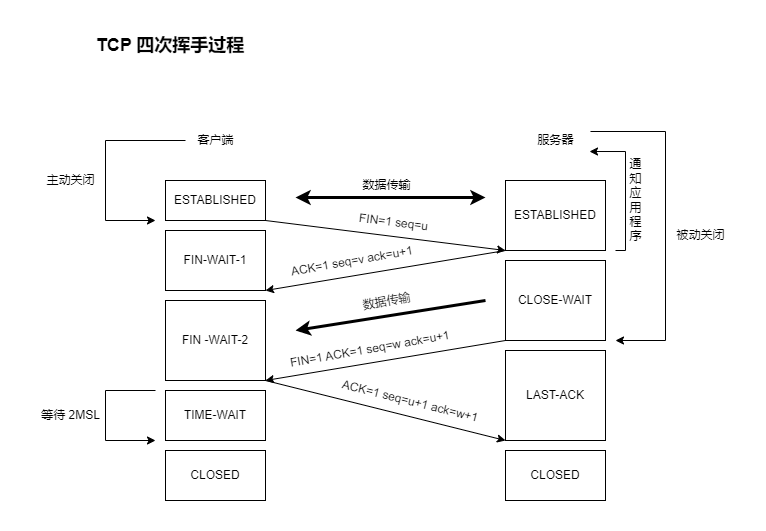 TCP 四次挥手过程
客户端
服务器
主动关闭
数据传输
通知应用程序
ESTABLISHED
ESTABLISHED
FIN=1 seq=u
被动关闭
FIN-WAIT-1
ACK=1 seq=v ack=u+1
CLOSE-WAIT
数据传输
FIN -WAIT-2
FIN=1 ACK=1 seq=w ack=u+1
ACK=1 seq=u+1 ack=w+1
LAST-ACK
等待 2MSL
TIME-WAIT
CLOSED
CLOSED